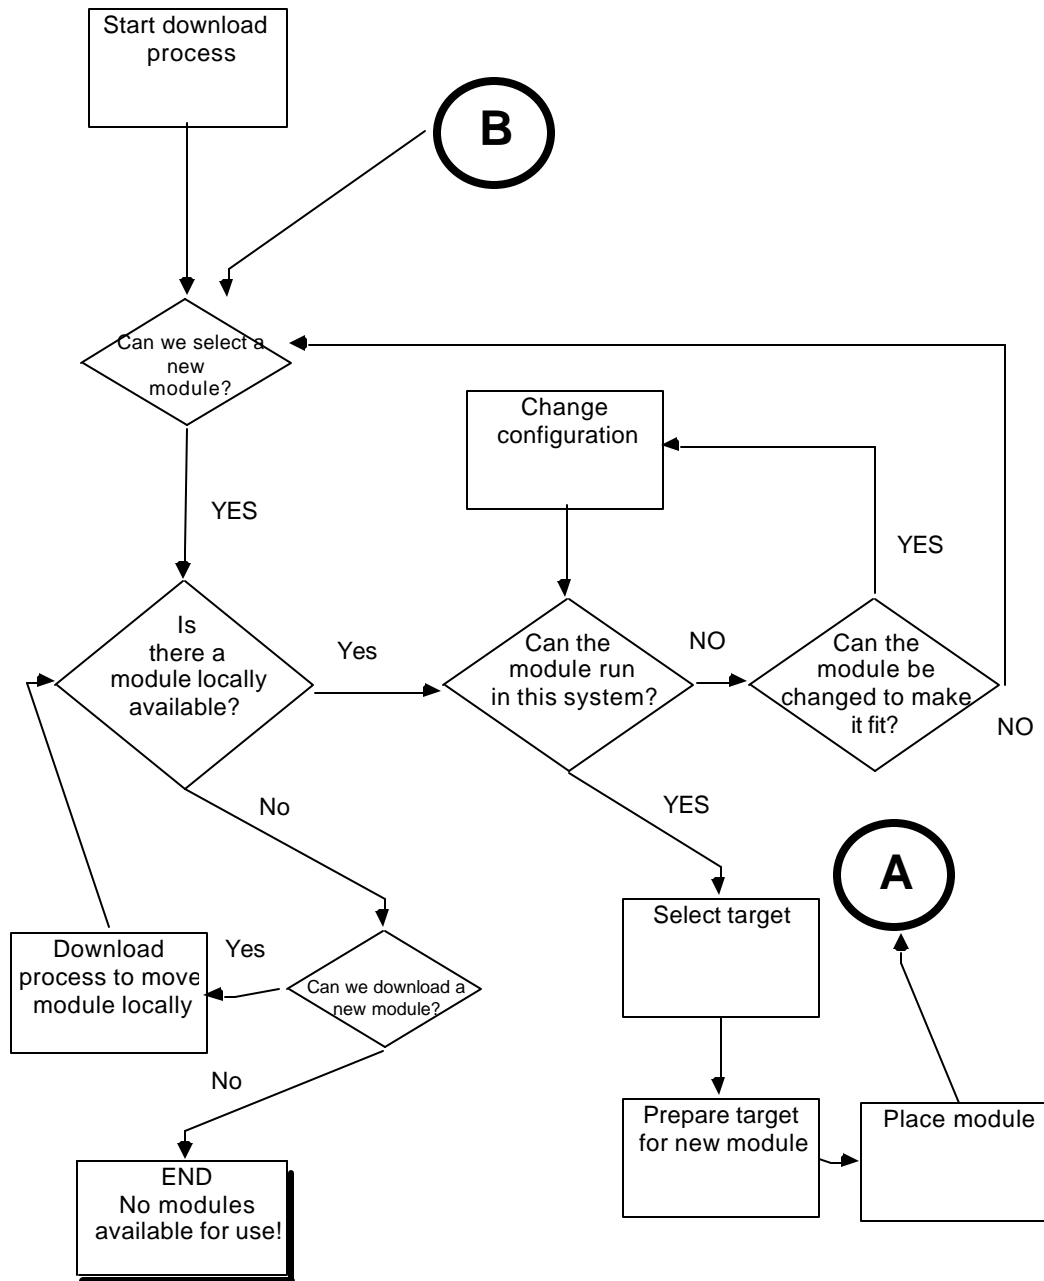 Start download
process
B
Can we select a
new
module?
Change
configuration
YES
YES
Is
there a
module locally
available?
Yes
Can the
module run
in this system?
NO
Can the
module be
changed to make
it fit?
NO
No
YES
A
Select target
Download
process to move
module locally
Yes
Can we download a
new module?
No
Prepare target
for new module
Place module
END
No modules
available for use!